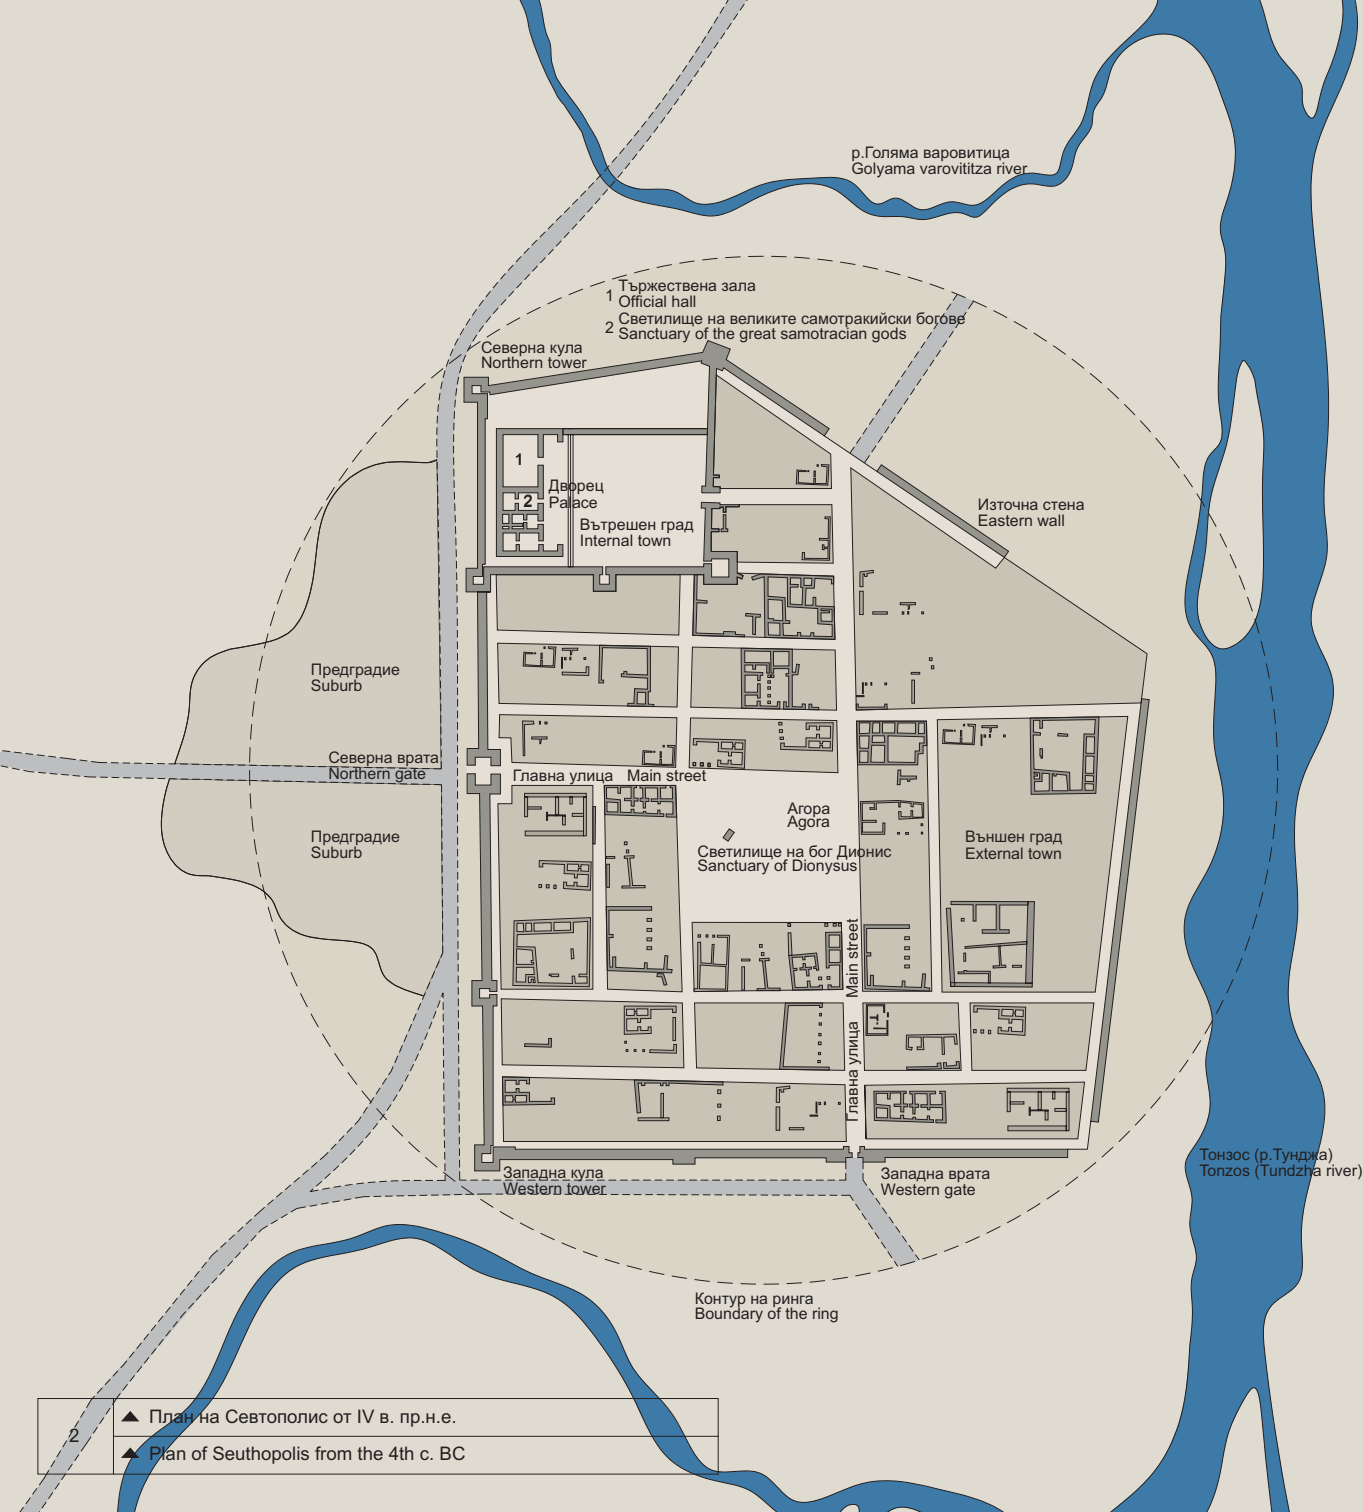 р.Голяма варовитица
Golyama varovititza river
1 Тържествена зала
Official hall
2 Светилище на великите самотракийски богове
Sanctuary of the great samotracian gods
Северна кула
Northern tower
1
2
Дворец
Palace
Вътрешен град
Internal town
Източна стена
Eastern wall
Предградие
Suburb
Северна врата
Northern gate
Главна улица Main street
Агора
Agora
Предградие
Suburb
Светилище на бог Дионис
Sanctuary of Dionysus
Външен град
External town
Главна улица Main street
Западна кула
Western tower
Западна врата
Western gate
Тонзос (р.Тунджа)
Tonzos (Tundzha river)
Контур на ринга
Boundary of the ring
2
План на Севтополис от IV в. пр.н.е.
Plan of Seuthopolis from the 4th c. BC